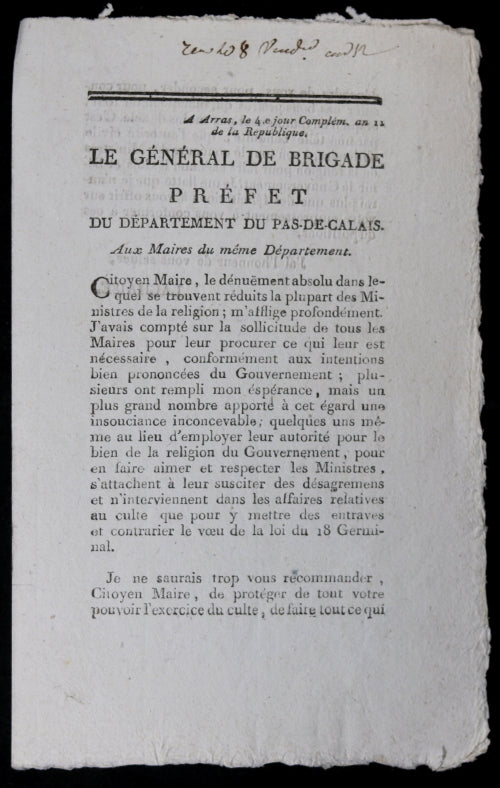 A Arras, le 4.e jour Complém. an 11
de la République.
LE GÉNÉRAL DE BRIGADE
PRÉFET
DU DÉPARTEMENT DU PAS-DE-CALAIS.
Aux Maires du même Département.
Citoyen Maire, le dénuëment absolu dans le-
quel se trouvent réduits la plupart des Mi-
nistres de la religion; m'afflige profondément.
J'avais compté sur la sollicitude de tous les
Maires pour leur procurer ce qui leur est
nécessaire, conformément aux intentions
bien prononcées du Gouvernement; plu-
sieurs ont rempli mon éspérance, mais un
plus grand nombre apporté à cet égard une
insouciance inconcevable; quelques uns mê-
me au lieu d'employer leur autorité pour le
bien de la religion du Gouvernement, pour
en faire aimer et respecter les Ministres,
s'attachent à leur susciter des désagremens
et n'interviennent dans les affaires relatives
au culte que pour y mettre des entraves
et contrarier le vœu de la loi du 18 Germi-
nal.
Je ne saurais trop vous récommander,
Citoyen Maire, de protéger de tout votre
pouvoir l'exercice du culte, de faite tout ce qui